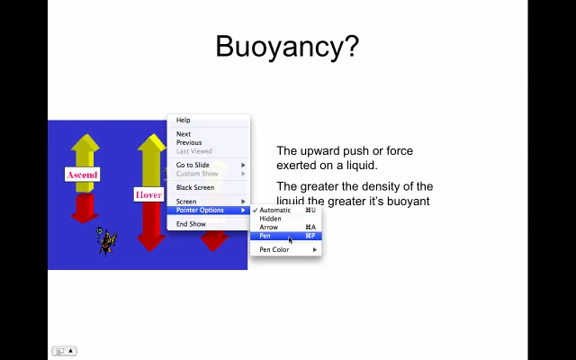 Buoyancy?
Ascend
Hover
Help
Next
Previous
Last Viewed
Go to Slide
Custom Show
Black Screen
Screen
Pointer Options
End Show
Automatic ⌘U
Hidden
Arrow ⌘A
Pen ⌘P
Pen Color
The upward push or force
exerted on a liquid.
The greater the density of the
liquid the greater it's buoyant